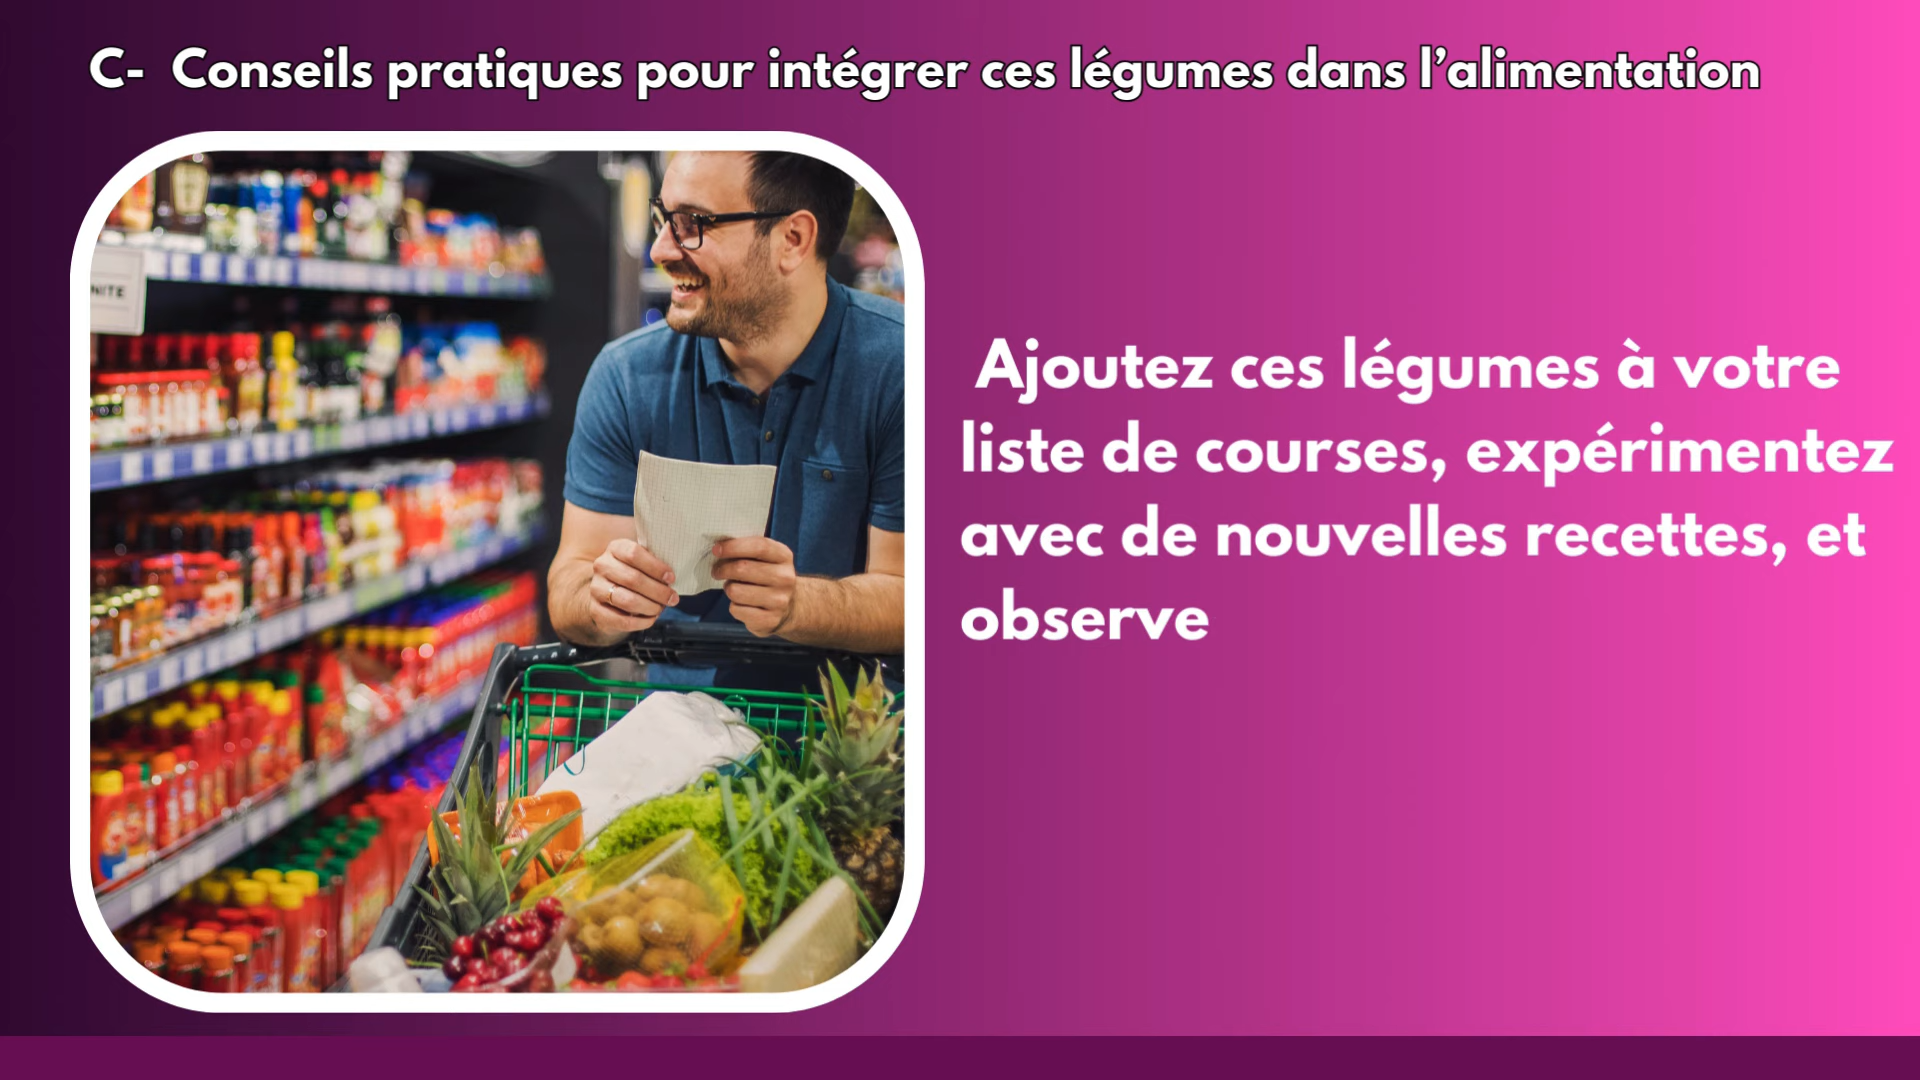 C- Conseils pratiques pour intégrer ces légumes dans l’alimentation
NITE
Ajoutez ces légumes à votre
liste de courses, expérimentez
avec de nouvelles recettes, et
observe